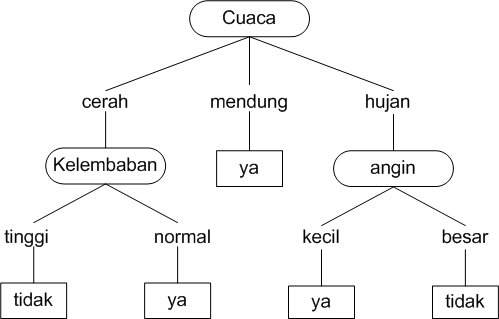 Cuaca
cerah mendung hujan
Kelembaban ya angin
tinggi normal kecil besar
tidak ya ya tidak